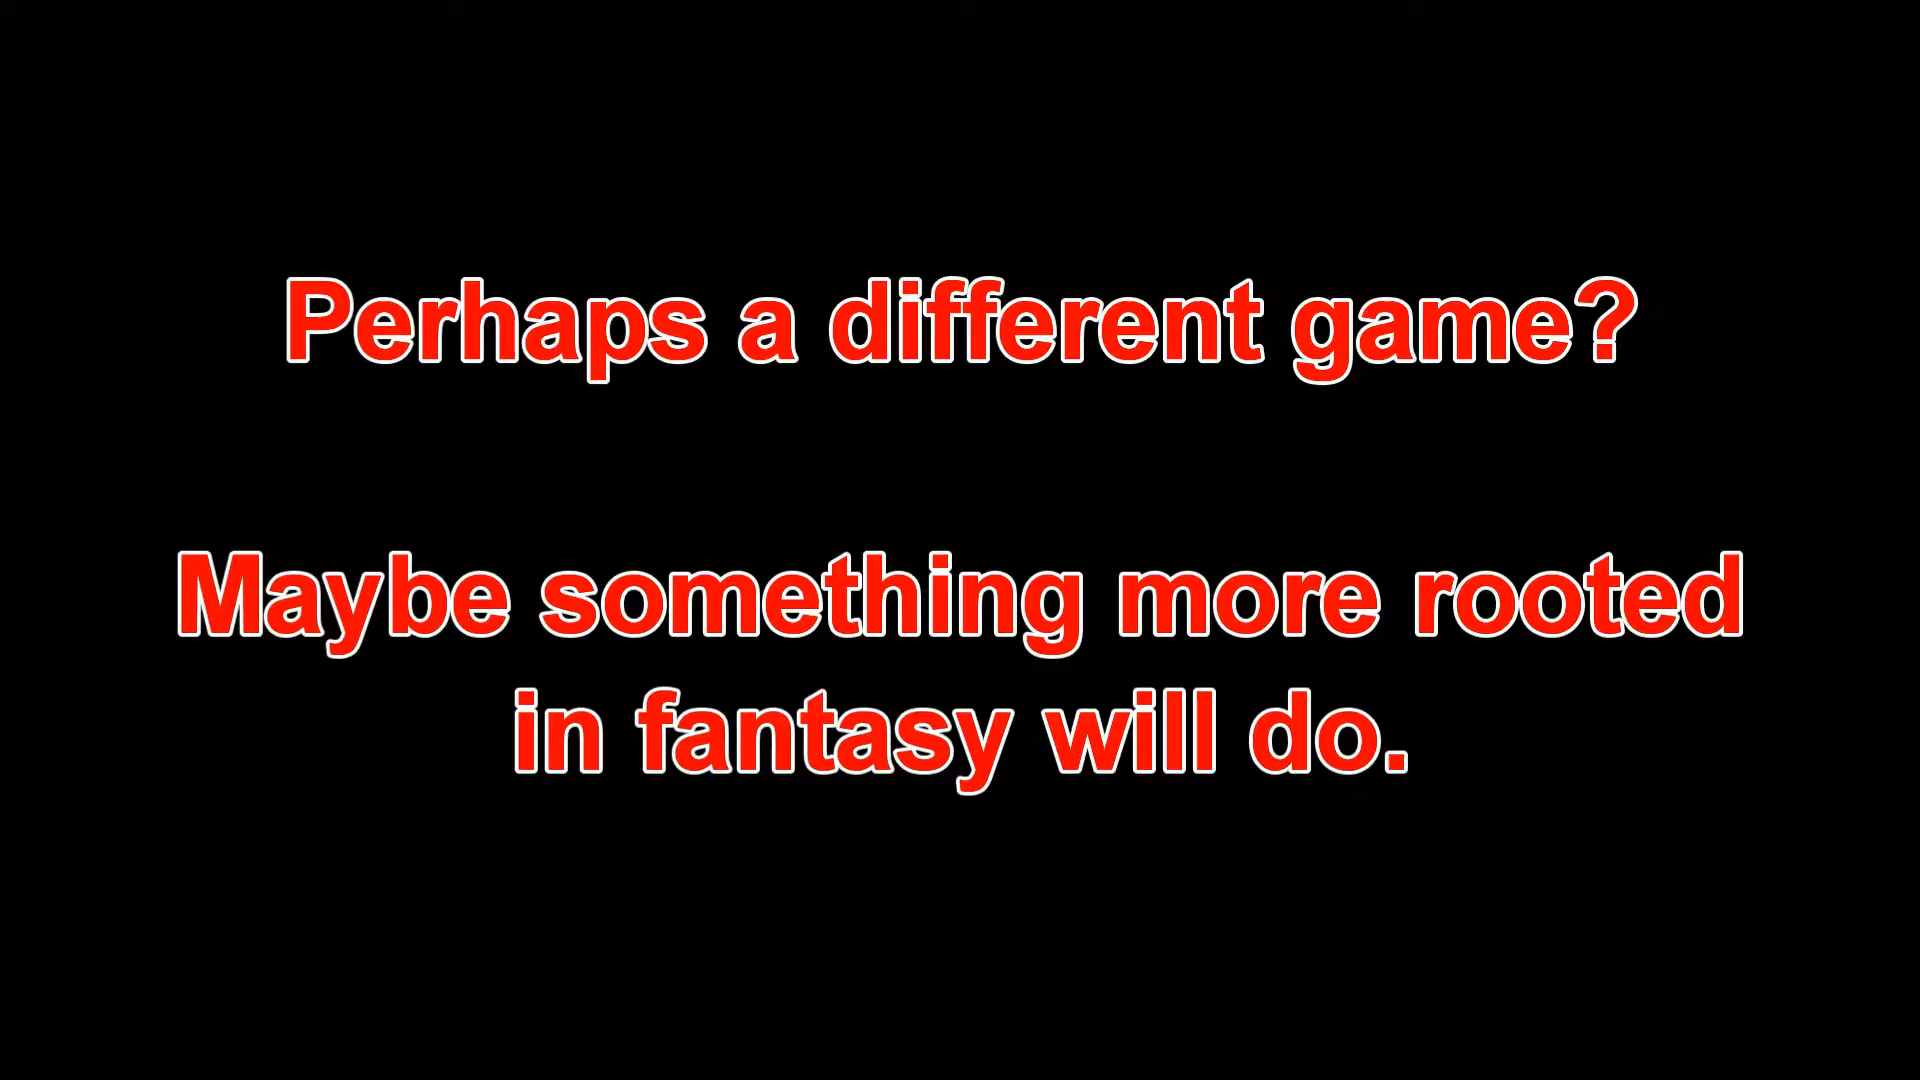 Perhaps a different game?
Maybe something more rooted
in fantasy will do.